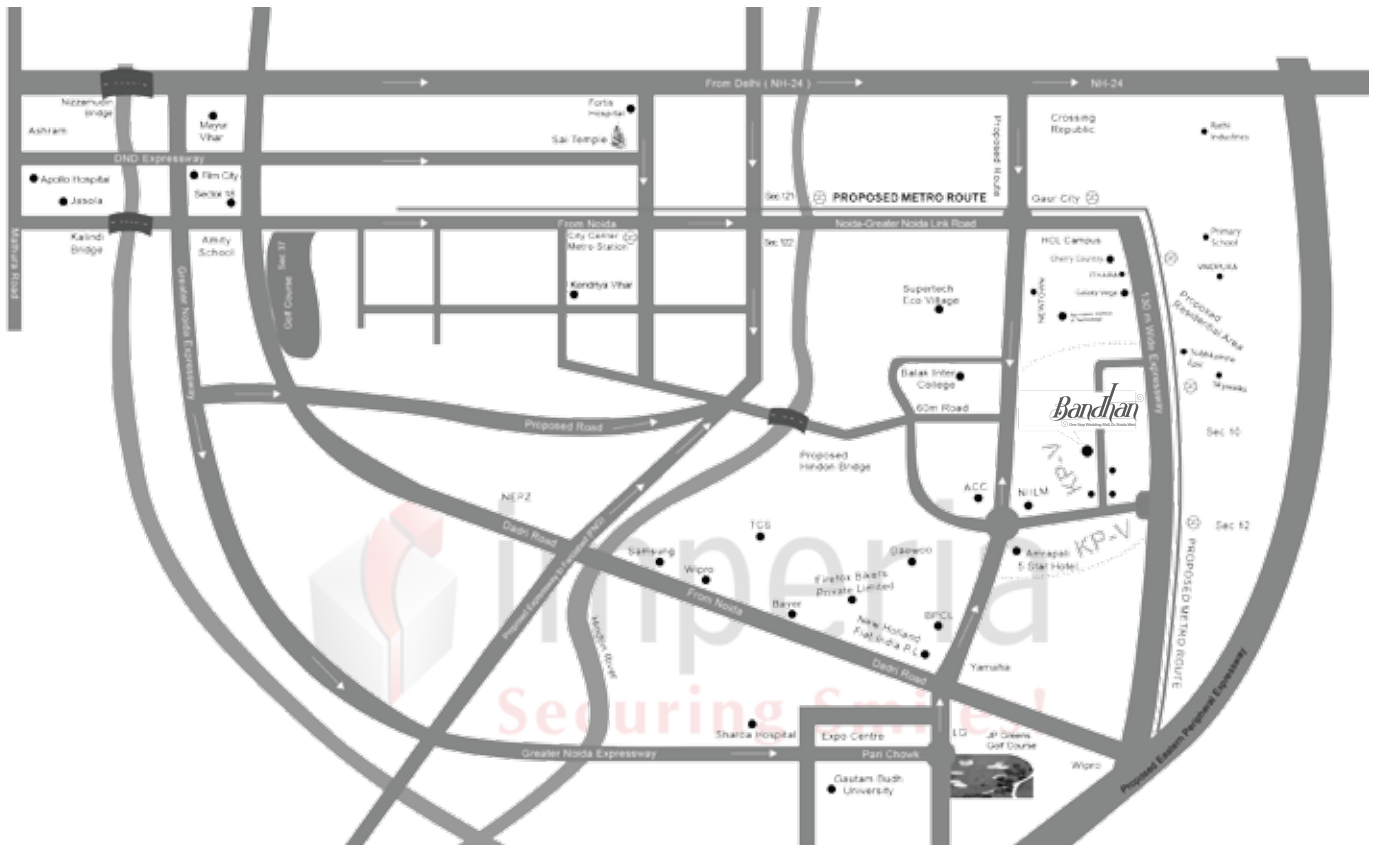 From Delhi ( NH-24 )
NH-24
Nizzamudin
Bridge
Ashram
Mayur
Vihar
Fortis
Hospital
Sai Temple
Proposed Route
Crossing
Republic
Rathi
Industries
DND Expressway
Apollo Hospital
Jasola
Film City
Sector 18
Sec 121
PROPOSED METRO ROUTE
Gaur City
From Noida
Noida-Greater Noida Link Road
Mathura Road
Kalindi
Bridge
Amity
School
Sec 37
Golf Course
City Center
Metro Station
Sec 122
HCL Campus
Cherry County
Primary
School
Greater Noida Expressway
Kendriya Vihar
Supertech
Eco Village
NEWTOWN
Galaxy Vega
130 m Wide Expressway
Proposed
Residential Area
Balak Inter
College
60m Road
Bandhan
Proposed Road
Sec 10
Proposed
Hindon Bridge
KP-V
ACC
NHLM
NEPZ
Dadri Road
TCS
Sec 12
Samsung
Wipro
Daewoo
Amrapali
5 Star Hotel
KP-V
Imperia
Securing Smiles!
Firefox Bikes
Private Limited
From Noida
Bayer
BPCL
New Holland
Fiat India P.L
Hindon River
PROPOSED METRO ROUTE
Dadri Road
Yamaha
Proposed Eastern Peripheral Expressway
Sharda Hospital
Expo Centre
LG
JP Greens
Golf Course
Greater Noida Expressway
Pari Chowk
Wipro
Gautam Budh
University